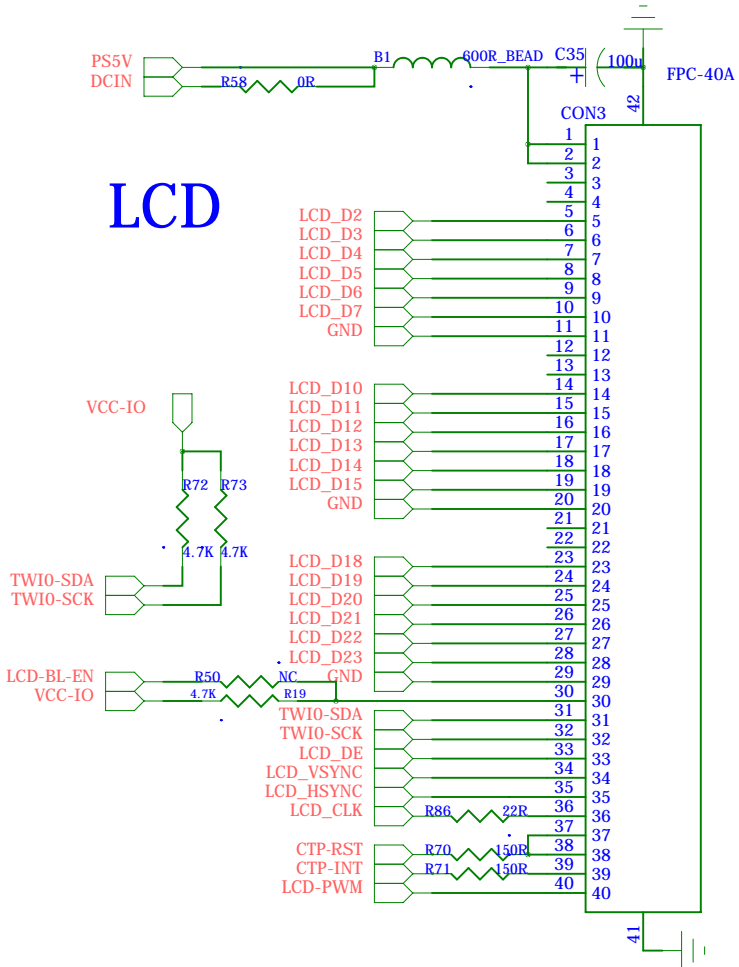 PS5V B1 600R_BEAD C35 100u FPC-40A
DCIN R58 0R + 42
CON3
1 1
2 2
3 3
4 4
LCD
LCD_D2 5 5
LCD_D3 6 6
LCD_D4 7 7
LCD_D5 8 8
LCD_D6 9 9
LCD_D7 10 10
GND 11 11
12 12
13 13
LCD_D10 14 14
VCC-IO LCD_D11 15 15
LCD_D12 16 16
LCD_D13 17 17
LCD_D14 18 18
R72 R73 LCD_D15 19 19
GND 20 20
21 21
4.7K 4.7K 22 22
LCD_D18 23 23
TWI0-SDA LCD_D19 24 24
TWI0-SCK LCD_D20 25 25
LCD_D21 26 26
LCD_D22 27 27
LCD_D23 28 28
LCD-BL-EN R50 NC GND 29 29
VCC-IO 4.7K R19 30 30
TWI0-SDA 31 31
TWI0-SCK 32 32
LCD_DE 33 33
LCD_VSYNC 34 34
LCD_HSYNC 35 35
LCD_CLK R86 22R 36 36
37 37
CTP-RST R70 150R 38 38
CTP-INT R71 150R 39 39
LCD-PWM 40 40
41